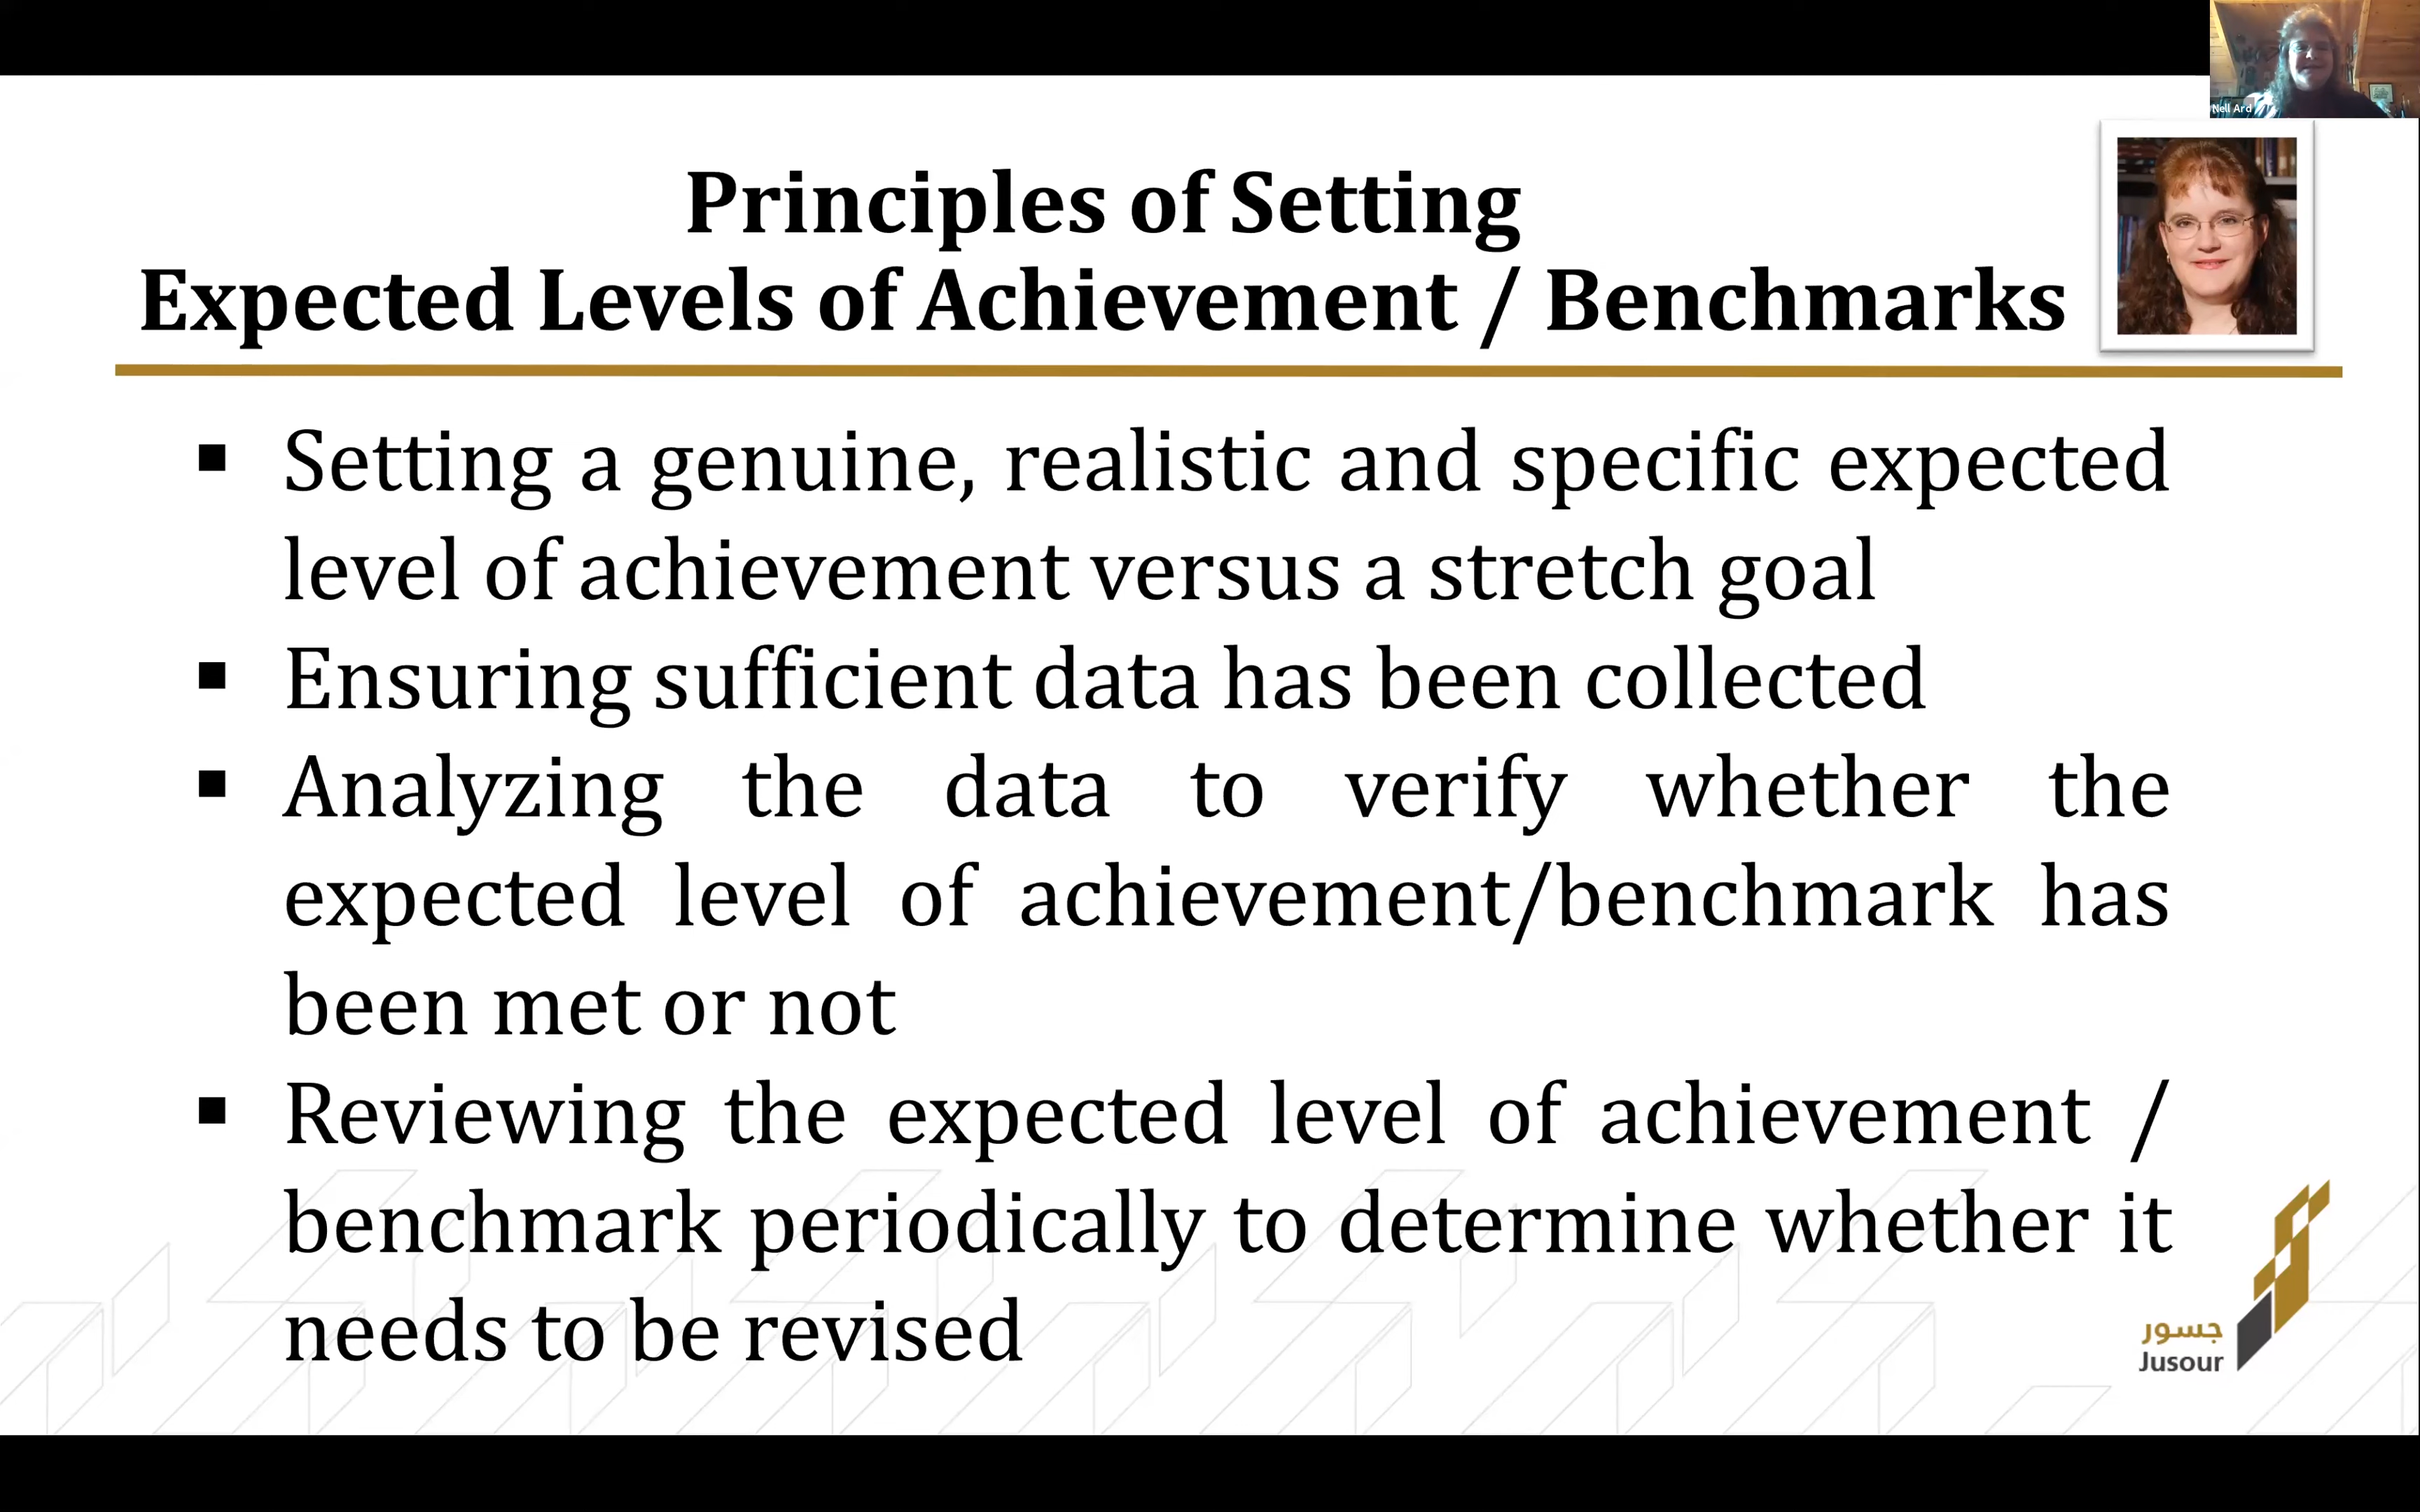 Nell Ard
Principles of Setting
Expected Levels of Achievement / Benchmarks
▪ Setting a genuine, realistic and specific expected
level of achievement versus a stretch goal
▪ Ensuring sufficient data has been collected
▪ Analyzing the data to verify whether the
expected level of achievement/benchmark has
been met or not
▪ Reviewing the expected level of achievement /
benchmark periodically to determine whether it
needs to be revised
جسور
Jusour